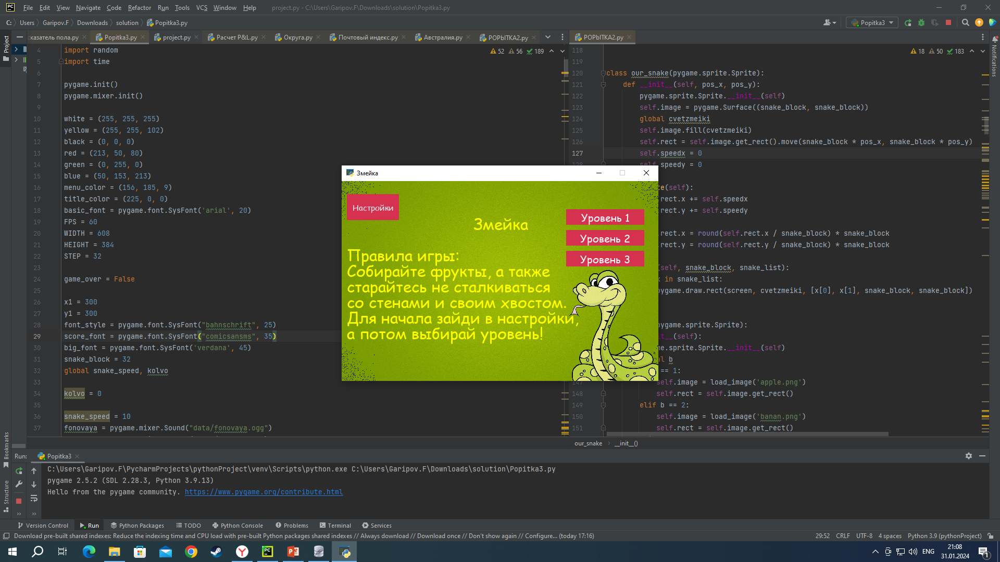 File Edit View Navigate Code Refactor Run Tools VCS Window Help project.py - C:\Users\Garipov.F\Downloads\solution\Popitka3.py
C: Users Garipov.F Downloads solution Popitka3.py
Popitka3
казатель пола.py Popitka3.py project.py Расчет P&L.py Округа.py Почтовый индекс.py Австралия.py POPЫTKA2.py
POPЫTKA2.py
Project
Notifications
52 56 189
4 import random
5 import time
6
7 pygame.init()
8 pygame.mixer.init()
9
10 white = (255, 255, 255)
11 yellow = (255, 255, 102)
12 black = (0, 0, 0)
13 red = (213, 50, 80)
14 green = (0, 255, 0)
15 blue = (50, 153, 213)
16 menu_color = (156, 185, 9)
17 title_color = (225, 0, 0)
18 basic_font = pygame.font.SysFont('arial', 20)
19 FPS = 60
20 WIDTH = 608
21 HEIGHT = 384
22 STEP = 32
23
24 game_over = False
25
26 x1 = 300
27 y1 = 300
28 font_style = pygame.font.SysFont("bahnschrift", 25)
29 score_font = pygame.font.SysFont("comicsansms", 35)
30 big_font = pygame.font.SysFont('verdana', 45)
31 snake_block = 32
32 global snake_speed, kolvo
33
34 kolvo = 0
35
36 snake_speed = 10
37 fonovaya = pygame.mixer.Sound("data/fonovaya.ogg")
18 50 183
118
119
120 class our_snake(pygame.sprite.Sprite):
121 def __init__(self, pos_x, pos_y):
122 pygame.sprite.Sprite.__init__(self)
123 self.image = pygame.Surface((snake_block, snake_block))
124 global cvetzmeiki
125 self.image.fill(cvetzmeiki)
126 self.rect = self.image.get_rect().move(snake_block * pos_x, snake_block * pos_y)
127 self.speedx = 0
128 self.speedy = 0
te(self):
rect.x += self.speedx
rect.y += self.speedy
rect.x = round(self.rect.x / snake_block) * snake_block
rect.y = round(self.rect.y / snake_block) * snake_block
(self, snake_block, snake_list):
x in snake_list:
pygame.draw.rect(screen, cvetzmeiki, [x[0], x[1], snake_block, snake_block])
pygame.sprite.Sprite):
it__(self):
me.sprite.Sprite.__init__(self)
al b
== 1:
147 self.image = load_image('apple.png')
148 self.rect = self.image.get_rect()
149 elif b == 2:
150 self.image = load_image('banan.png')
151 self.rect = self.image.get_rect()
our_snake __init__()
Змейка
Настройки
Змейка
Уровень 1
Уровень 2
Уровень 3
Правила игры:
Собирайте фрукты, а также
старайтесь не сталкиваться
со стенами и своим хвостом.
Для начала зайди в настройки,
а потом выбирай уровень!
Bookmarks
Structure
Run: Popitka3
C:\Users\Garipov.F\PycharmProjects\pythonProject\venv\Scripts\python.exe C:\Users\Garipov.F\Downloads\solution\Popitka3.py
pygame 2.5.2 (SDL 2.28.3, Python 3.9.13)
Hello from the pygame community. https://www.pygame.org/contribute.html
Version Control Run Python Packages TODO Python Console Problems Terminal Services
Download pre-built shared indexes: Reduce the indexing time and CPU load with pre-built Python packages shared indexes // Always download // Download once // Don't show again // Configure... (today 17:16)
29:52 CRLF UTF-8 4 spaces Python 3.9 (pythonProject)
ENG
21:08
31.01.2024
1